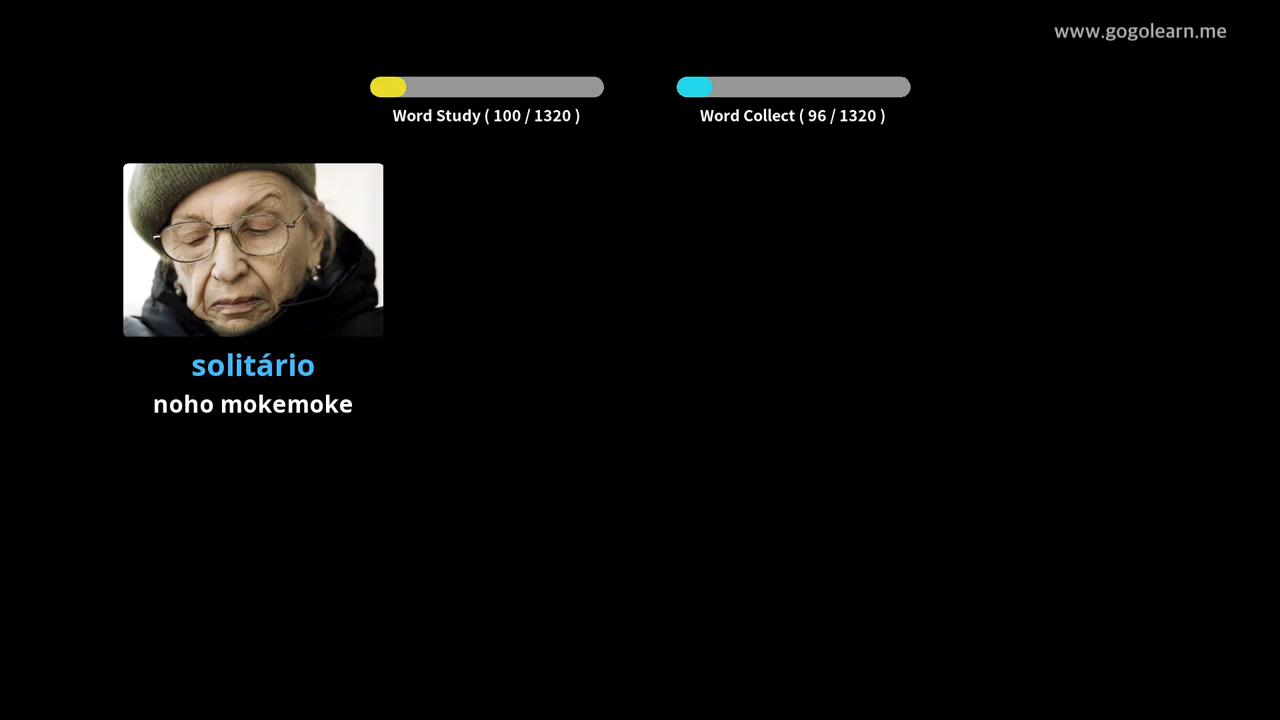 www.gogolearn.me
Word Study ( 100 / 1320 )
Word Collect ( 96 / 1320 )
solitário
noho mokemoke